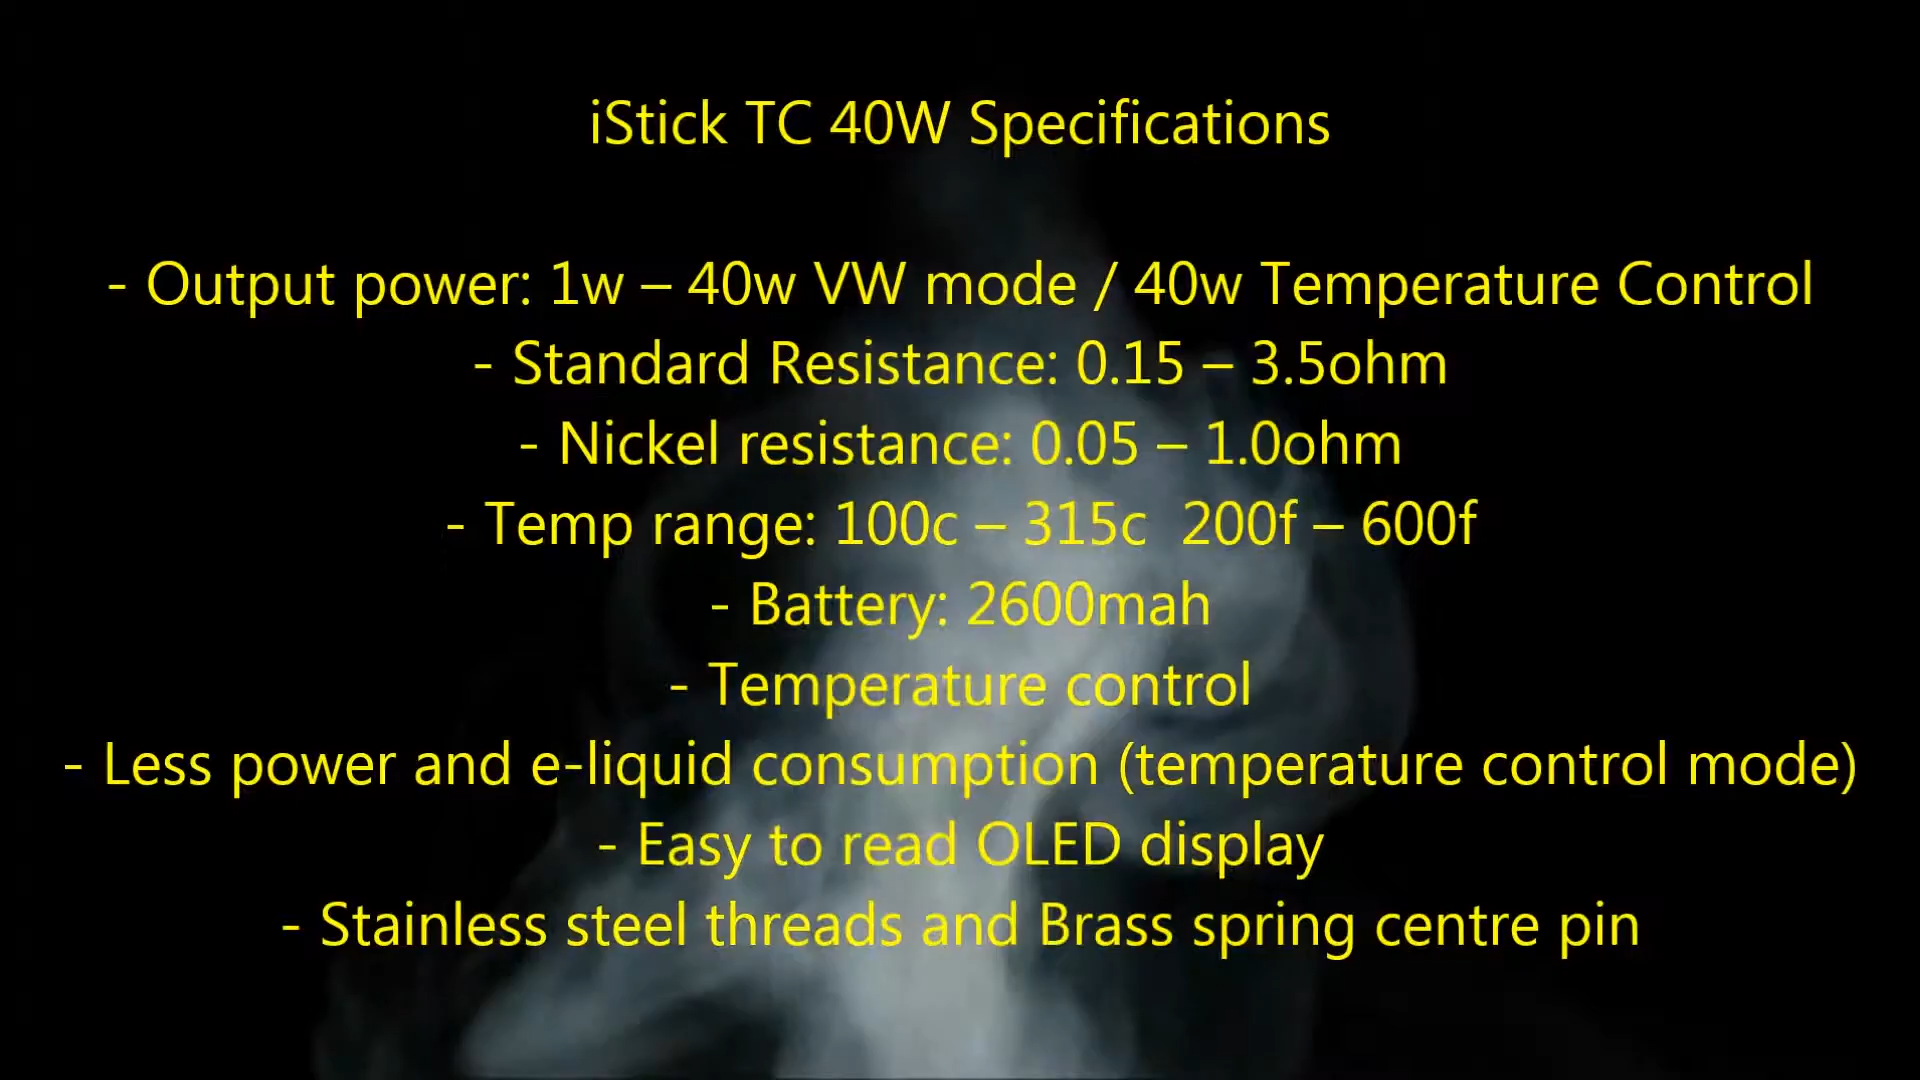 iStick TC 40W Specifications
- Output power: 1w – 40w VW mode / 40w Temperature Control
- Standard Resistance: 0.15 – 3.5ohm
- Nickel resistance: 0.05 – 1.0ohm
- Temp range: 100c – 315c  200f – 600f
- Battery: 2600mah
- Temperature control
- Less power and e-liquid consumption (temperature control mode)
- Easy to read OLED display
- Stainless steel threads and Brass spring centre pin